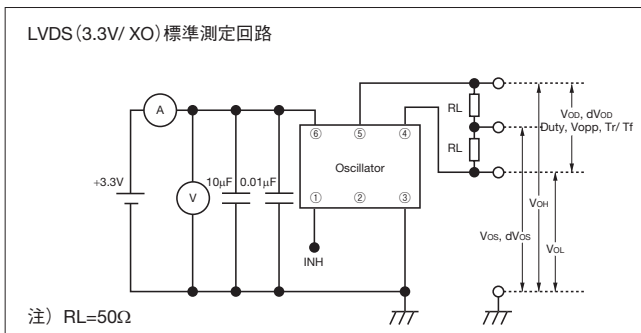 LVDS（3.3V/ XO）標準測定回路
A
⑥ ⑤ ④
RL
RL
VOD, dVOD
Duty, Vopp, Tr/ Tf
Oscillator
+3.3V
V
10μF
0.01μF
① ② ③
INH
VOS, dVOS
VOH
VOL
注） RL=50Ω